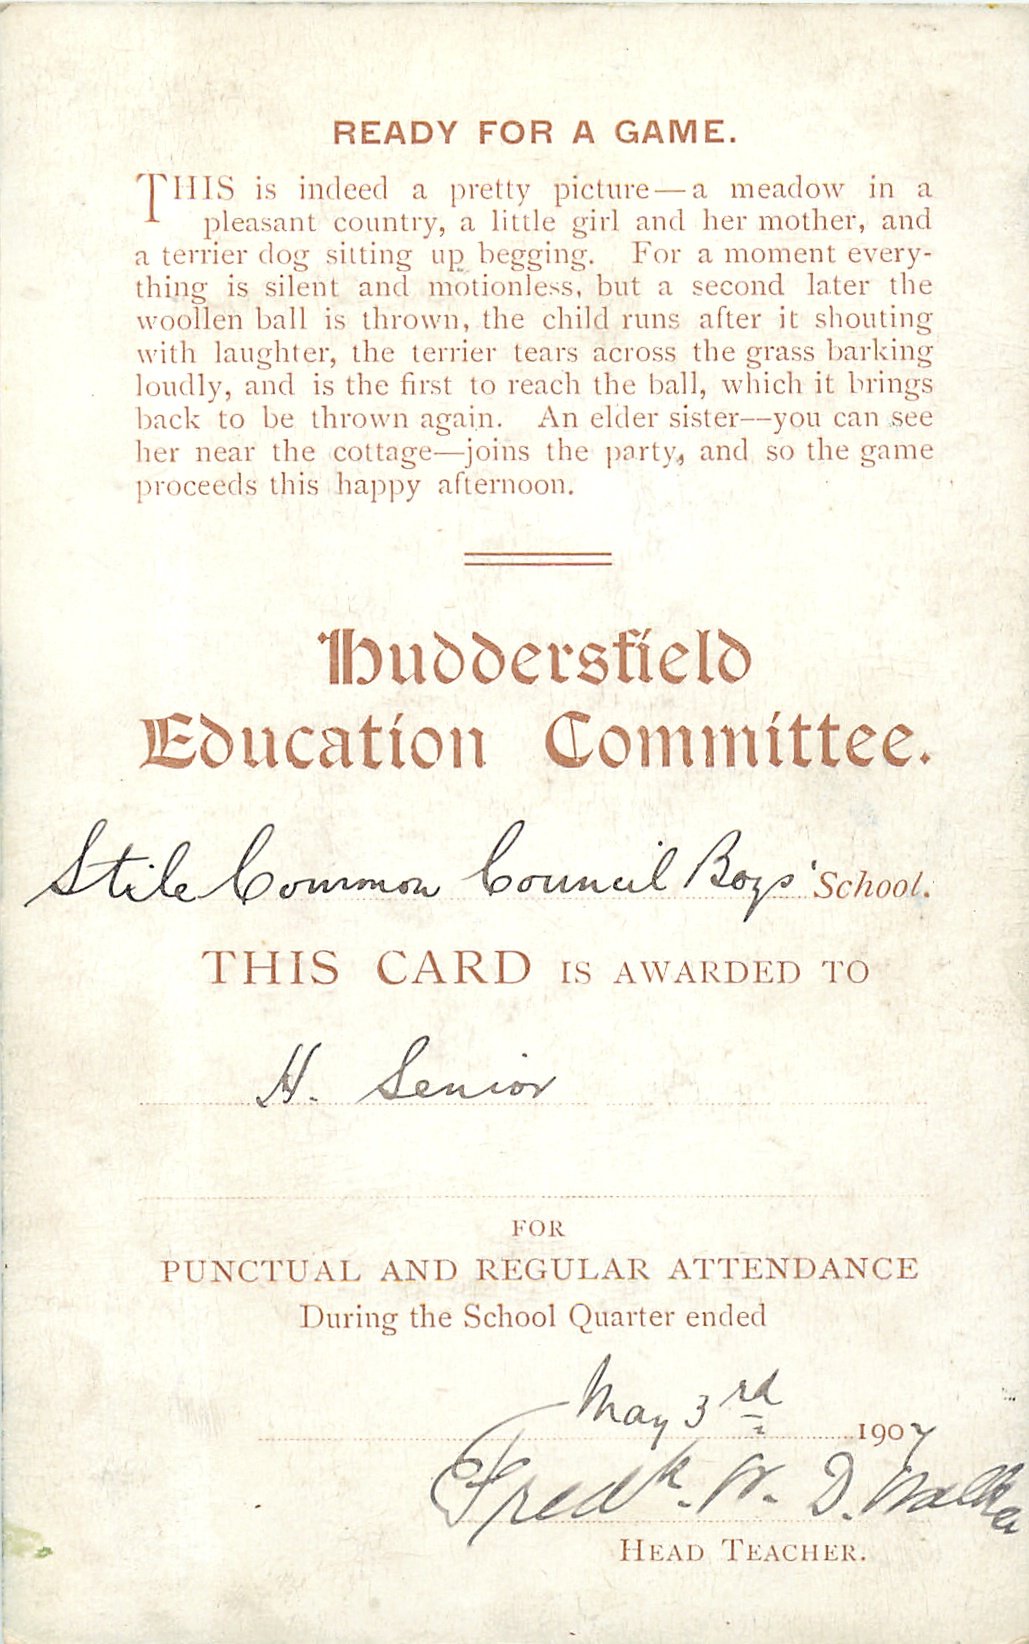 READY FOR A GAME.
THIS is indeed a pretty picture—a meadow in a
pleasant country, a little girl and her mother, and
a terrier dog sitting up begging. For a moment every-
thing is silent and motionless, but a second later the
woollen ball is thrown, the child runs after it shouting
with laughter, the terrier tears across the grass barking
loudly, and is the first to reach the ball, which it brings
back to be thrown again. An elder sister—you can see
her near the cottage—joins the party, and so the game
proceeds this happy afternoon.
Huddersfield
Education Committee.
Stile Common Council Boys' School.
THIS CARD IS AWARDED TO
H. Senior
FOR
PUNCTUAL AND REGULAR ATTENDANCE
During the School Quarter ended
May 3rd 1907
Fredk. W. D. Walker
HEAD TEACHER.